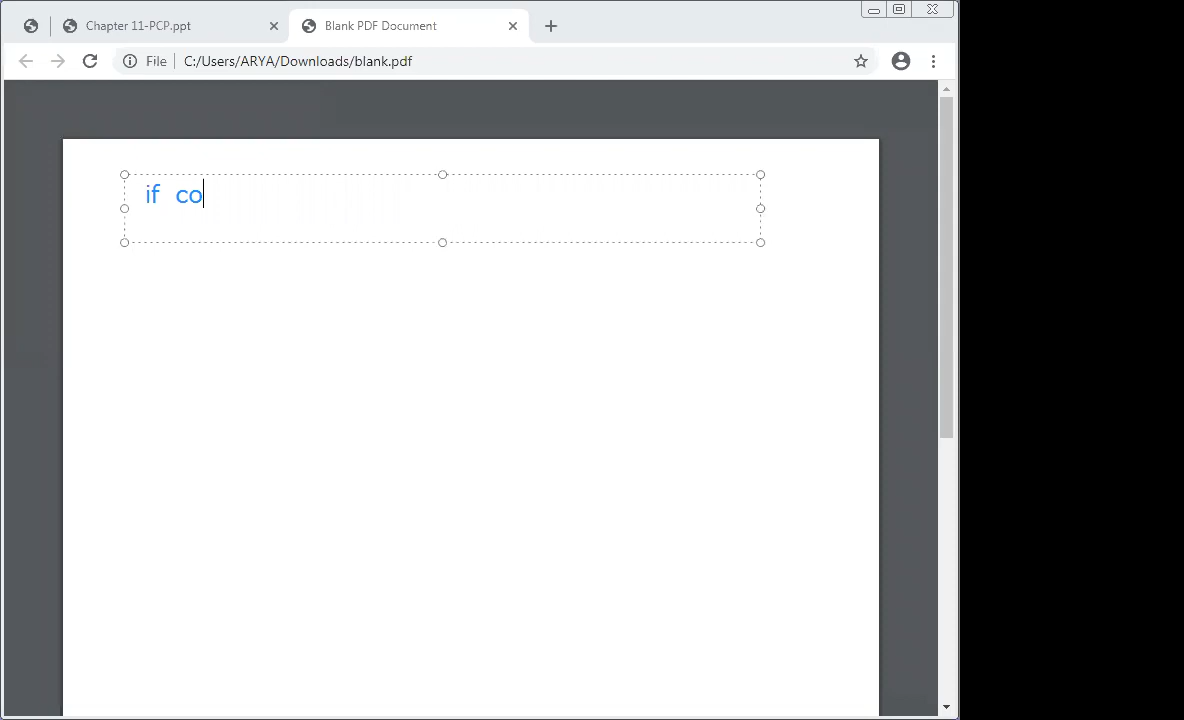 Chapter 11-PCP.ppt
Blank PDF Document
File C:/Users/ARYA/Downloads/blank.pdf
if co